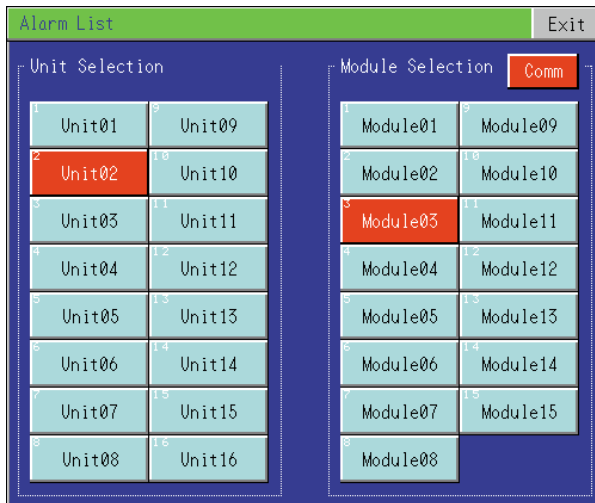 Alarm List Exit
Unit Selection
1 Unit01 9 Unit09
2 Unit02 10 Unit10
3 Unit03 11 Unit11
4 Unit04 12 Unit12
5 Unit05 13 Unit13
6 Unit06 14 Unit14
7 Unit07 15 Unit15
8 Unit08 16 Unit16
Module Selection Comm
1 Module01 9 Module09
2 Module02 10 Module10
3 Module03 11 Module11
4 Module04 12 Module12
5 Module05 13 Module13
6 Module06 14 Module14
7 Module07 15 Module15
8 Module08